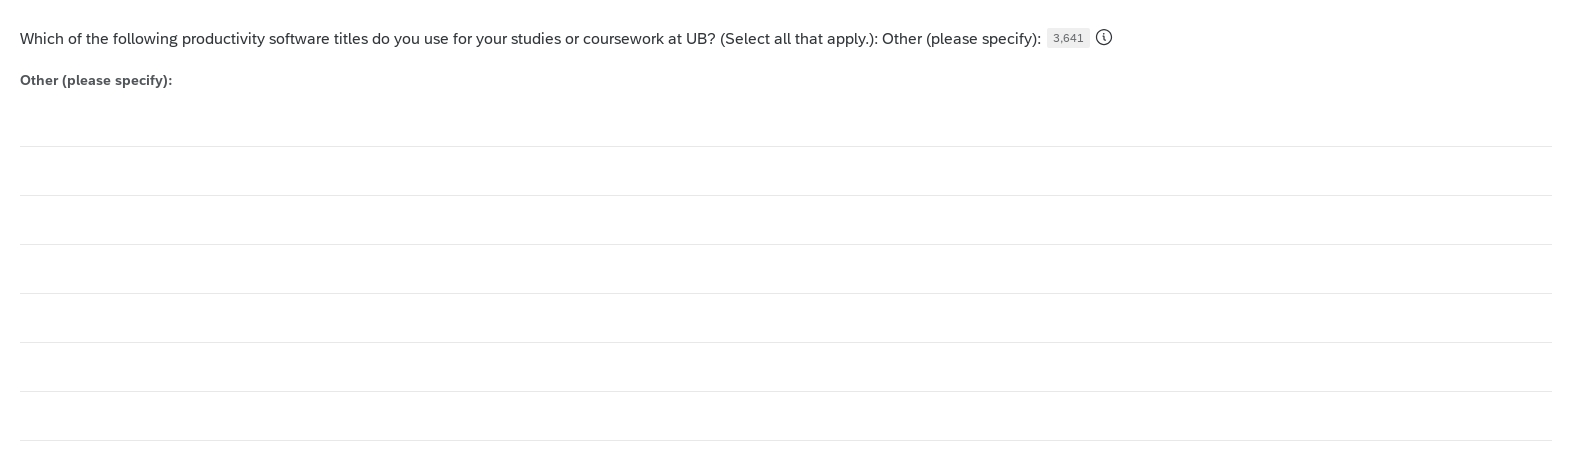 Which of the following productivity software titles do you use for your studies or coursework at UB? (Select all that apply.): Other (please specify): 3,641
Other (please specify):